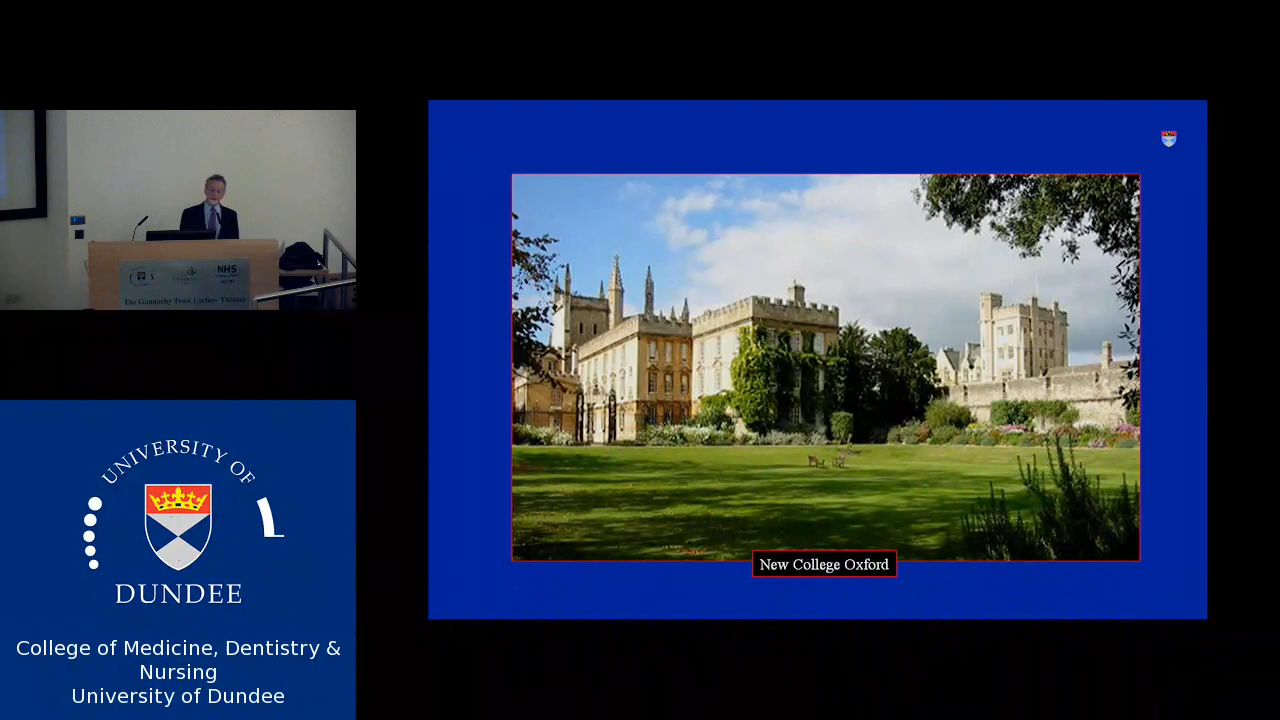 NHS
The Gannochy Trust Lecture Theatre
UNIVERSITY OF
DUNDEE
College of Medicine, Dentistry &
Nursing
University of Dundee
New College Oxford